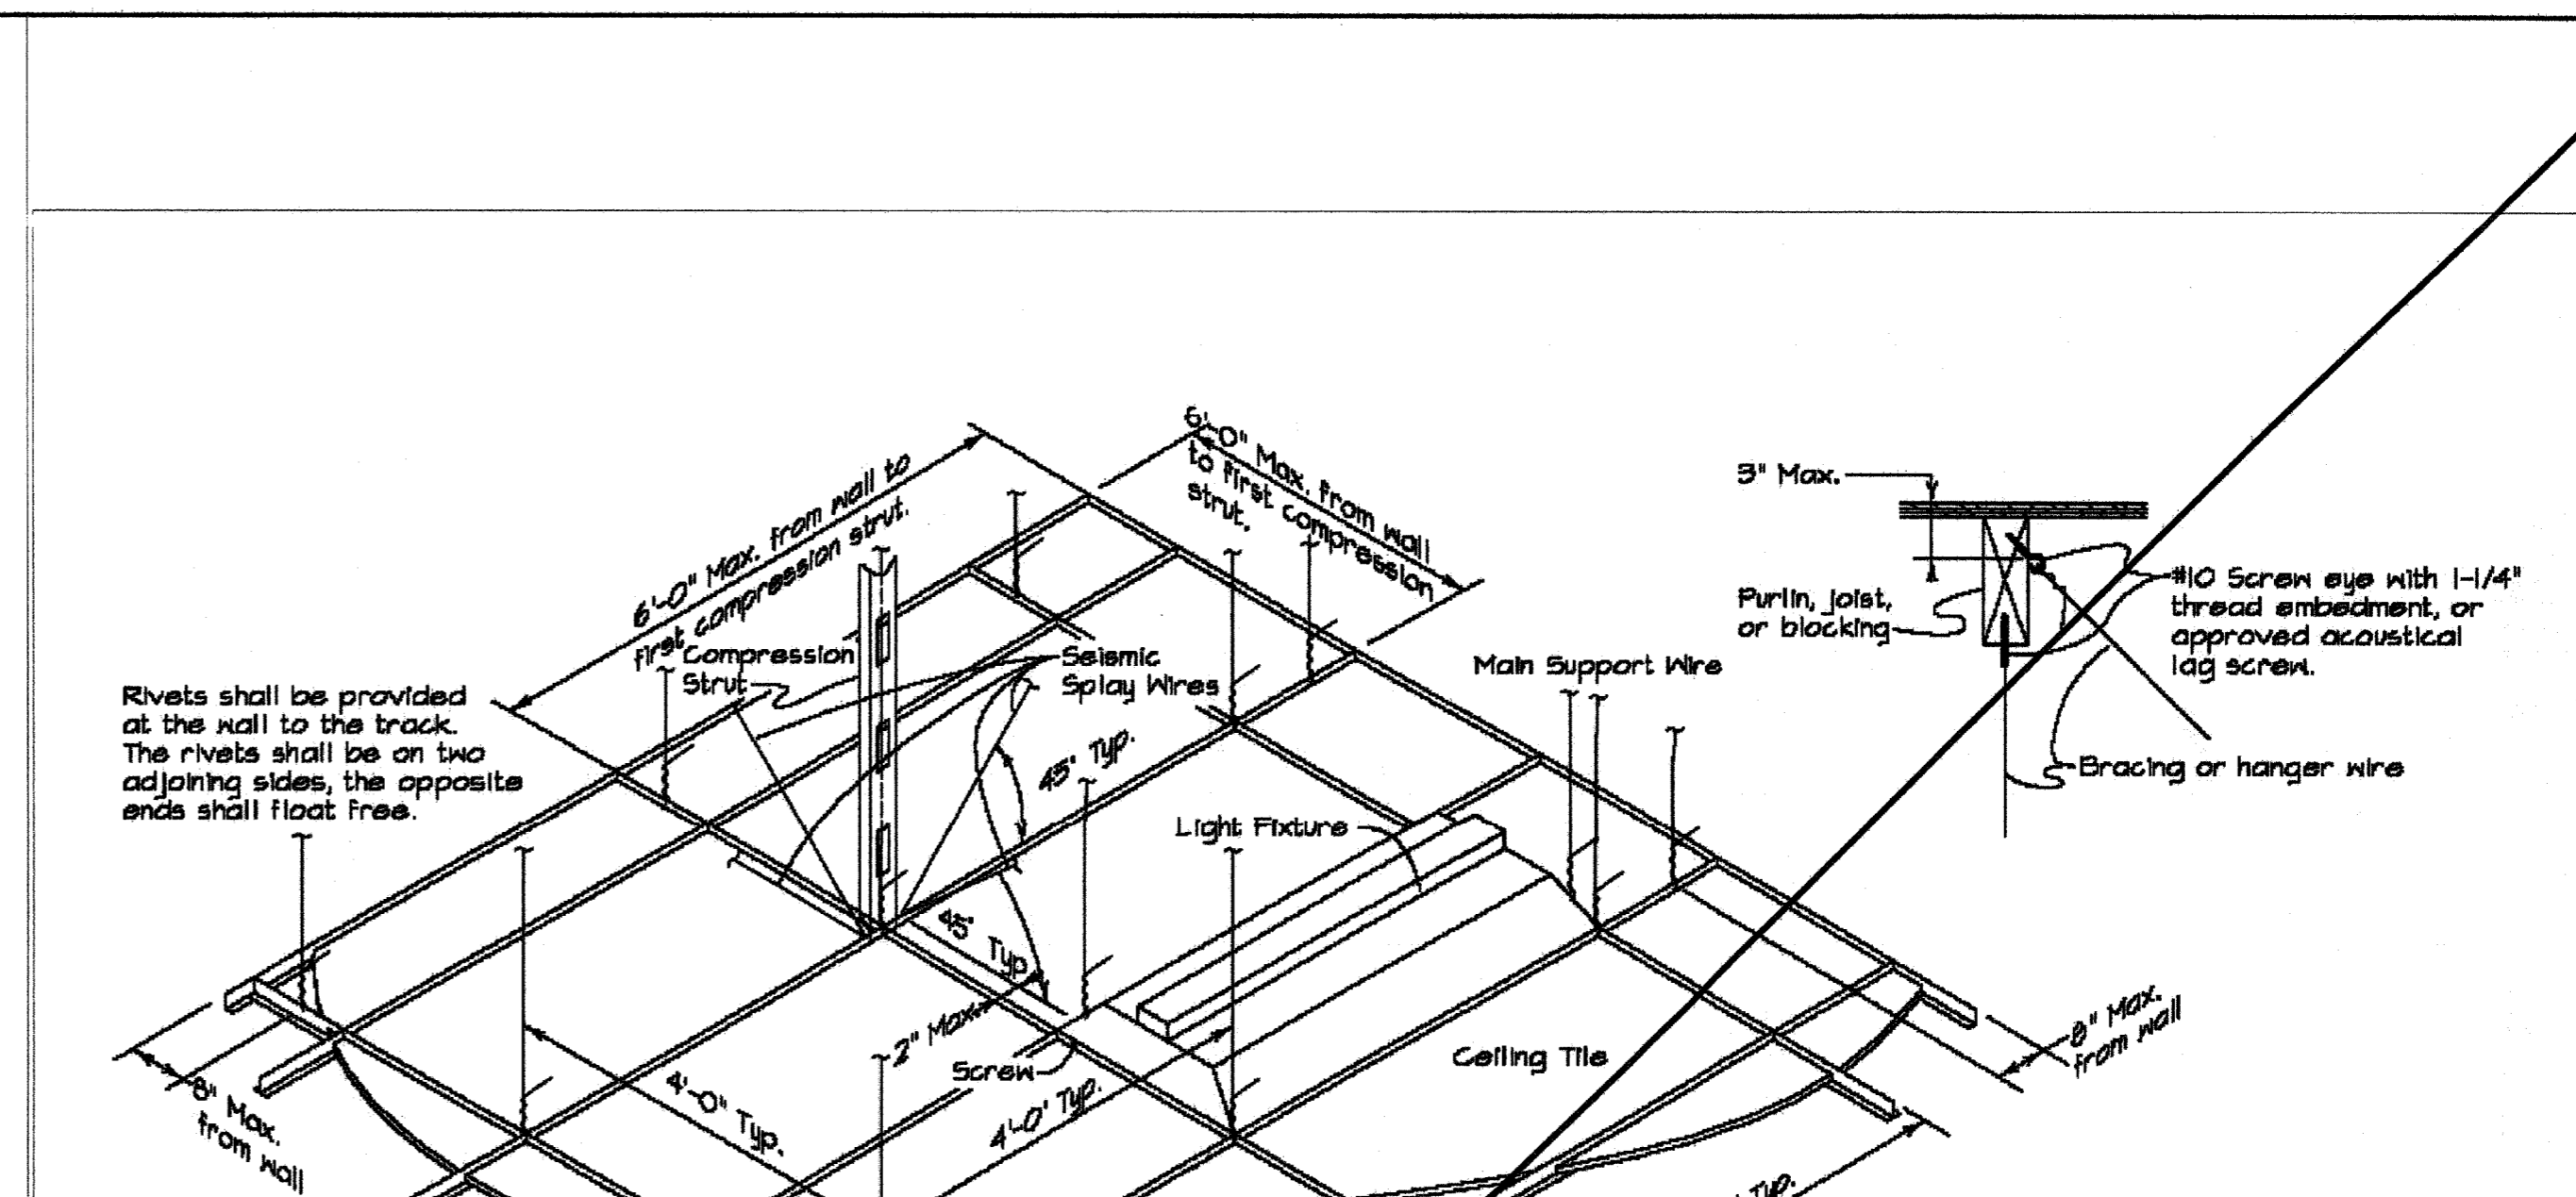 6'-0" Max. from wall to
first compression strut.
6'-0" Max. from wall
to first compression
strut.
3" Max.
Purlin, joist,
or blocking
#10 Screw eye with 1-1/4"
thread embedment, or
approved acoustical
lag screw.
Bracing or hanger wire
Compression
Strut
Seismic
Splay Wires
Main Support Wire
Rivets shall be provided
at the wall to the track.
The rivets shall be on two
adjoining sides, the opposite
ends shall float free.
45° Typ.
Light Fixture
45° Typ.
2" Max.
Screw
Ceiling Tile
8" Max.
from wall
8" Max.
from wall
4'-0" Typ.
4'-0' Typ.
Typ.